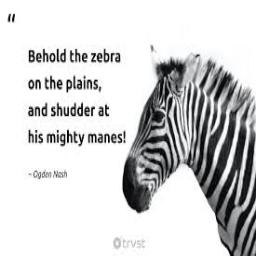 “
Behold the zebra
on the plains,
and shudder at
his mighty manes!
~ Ogden Nash
trvst